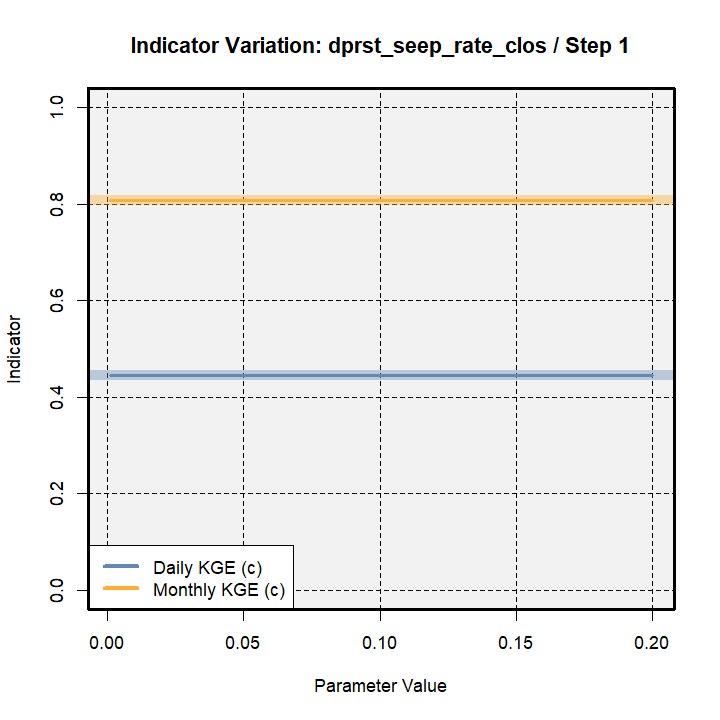 Indicator Variation: dprst_seep_rate_clos / Step 1
1.0
0.8
0.6
0.4
0.2
0.0
Indicator
Daily KGE (c)
Monthly KGE (c)
0.00 0.05 0.10 0.15 0.20
Parameter Value